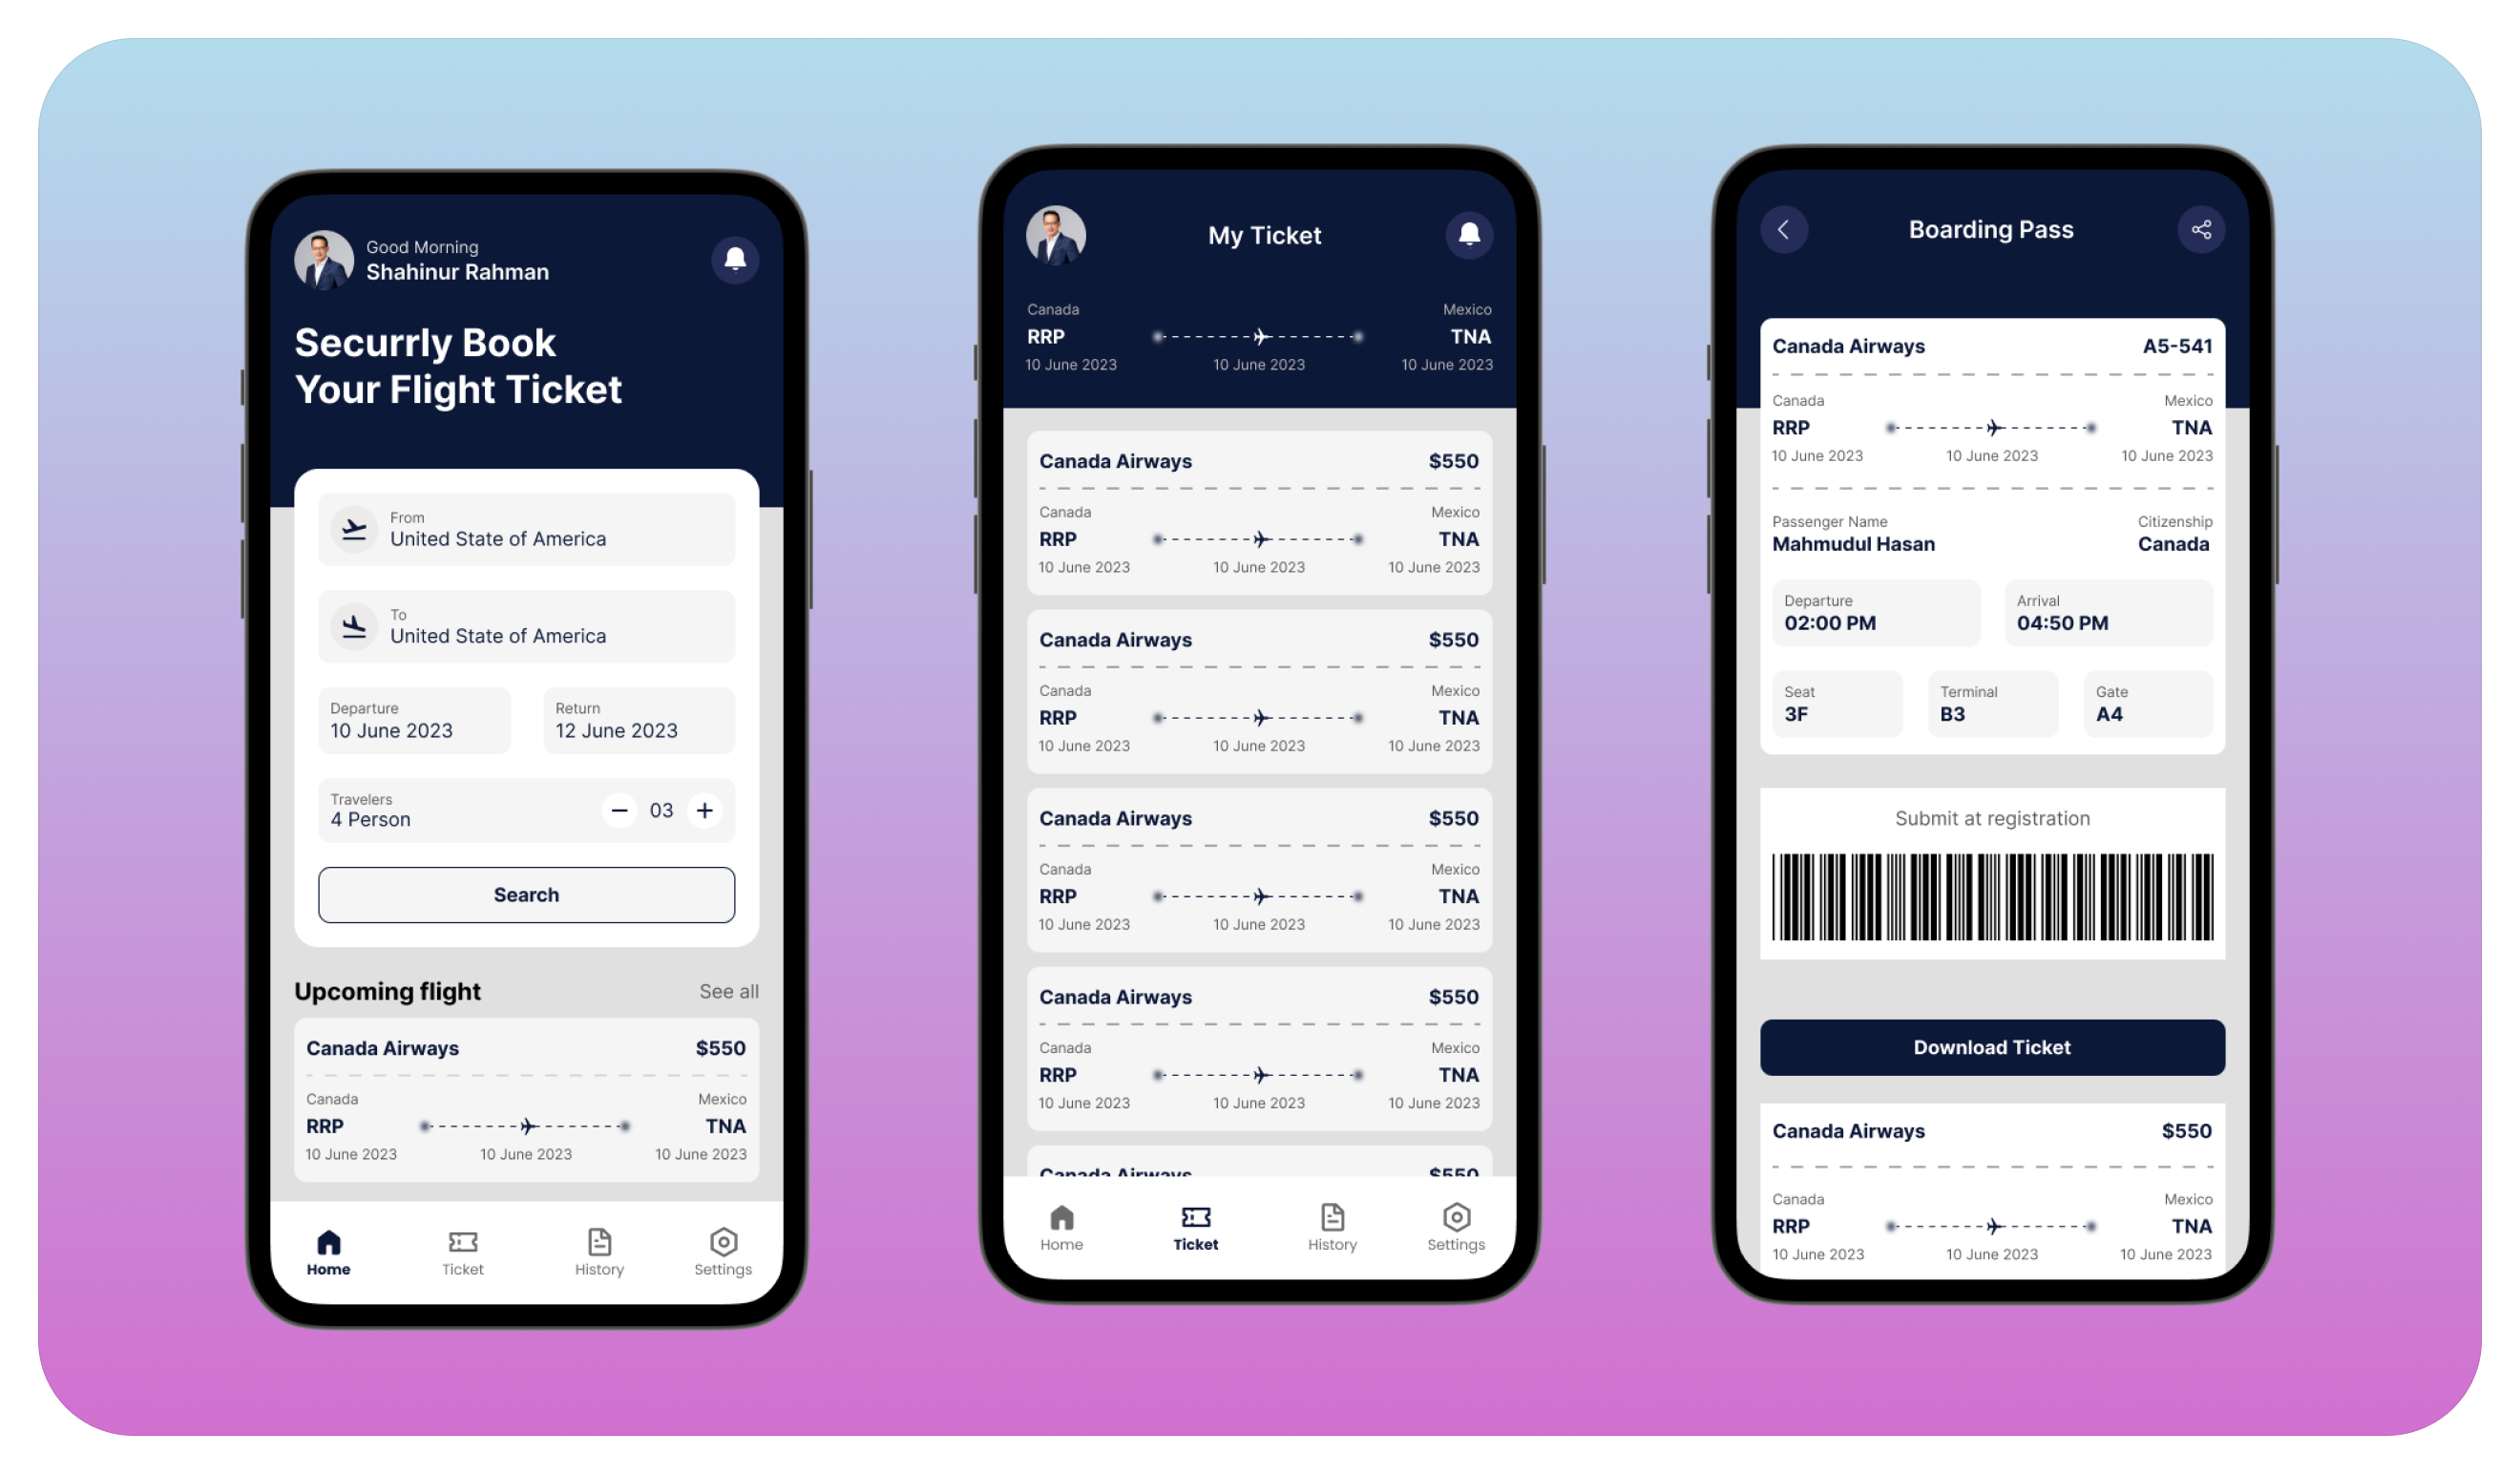 Good Morning
Shahinur Rahman
Securrly Book
Your Flight Ticket
From
United State of America
To
United State of America
Departure
10 June 2023
Return
12 June 2023
Travelers
4 Person
03
Search
Upcoming flight See all
Canada Airways $550
Canada Mexico
RRP TNA
10 June 2023 10 June 2023 10 June 2023
Home Ticket History Settings
My Ticket
Canada Mexico
RRP TNA
10 June 2023 10 June 2023 10 June 2023
Canada Airways $550
Canada Mexico
RRP TNA
10 June 2023 10 June 2023 10 June 2023
Canada Airways $550
Canada Mexico
RRP TNA
10 June 2023 10 June 2023 10 June 2023
Canada Airways $550
Canada Mexico
RRP TNA
10 June 2023 10 June 2023 10 June 2023
Canada Airways $550
Canada Mexico
RRP TNA
10 June 2023 10 June 2023 10 June 2023
Canada Airways $550
Home Ticket History Settings
Boarding Pass
Canada Airways A5-541
Canada Mexico
RRP TNA
10 June 2023 10 June 2023 10 June 2023
Passenger Name Citizenship
Mahmudul Hasan Canada
Departure Arrival
02:00 PM 04:50 PM
Seat Terminal Gate
3F B3 A4
Submit at registration
Download Ticket
Canada Airways $550
Canada Mexico
RRP TNA
10 June 2023 10 June 2023 10 June 2023